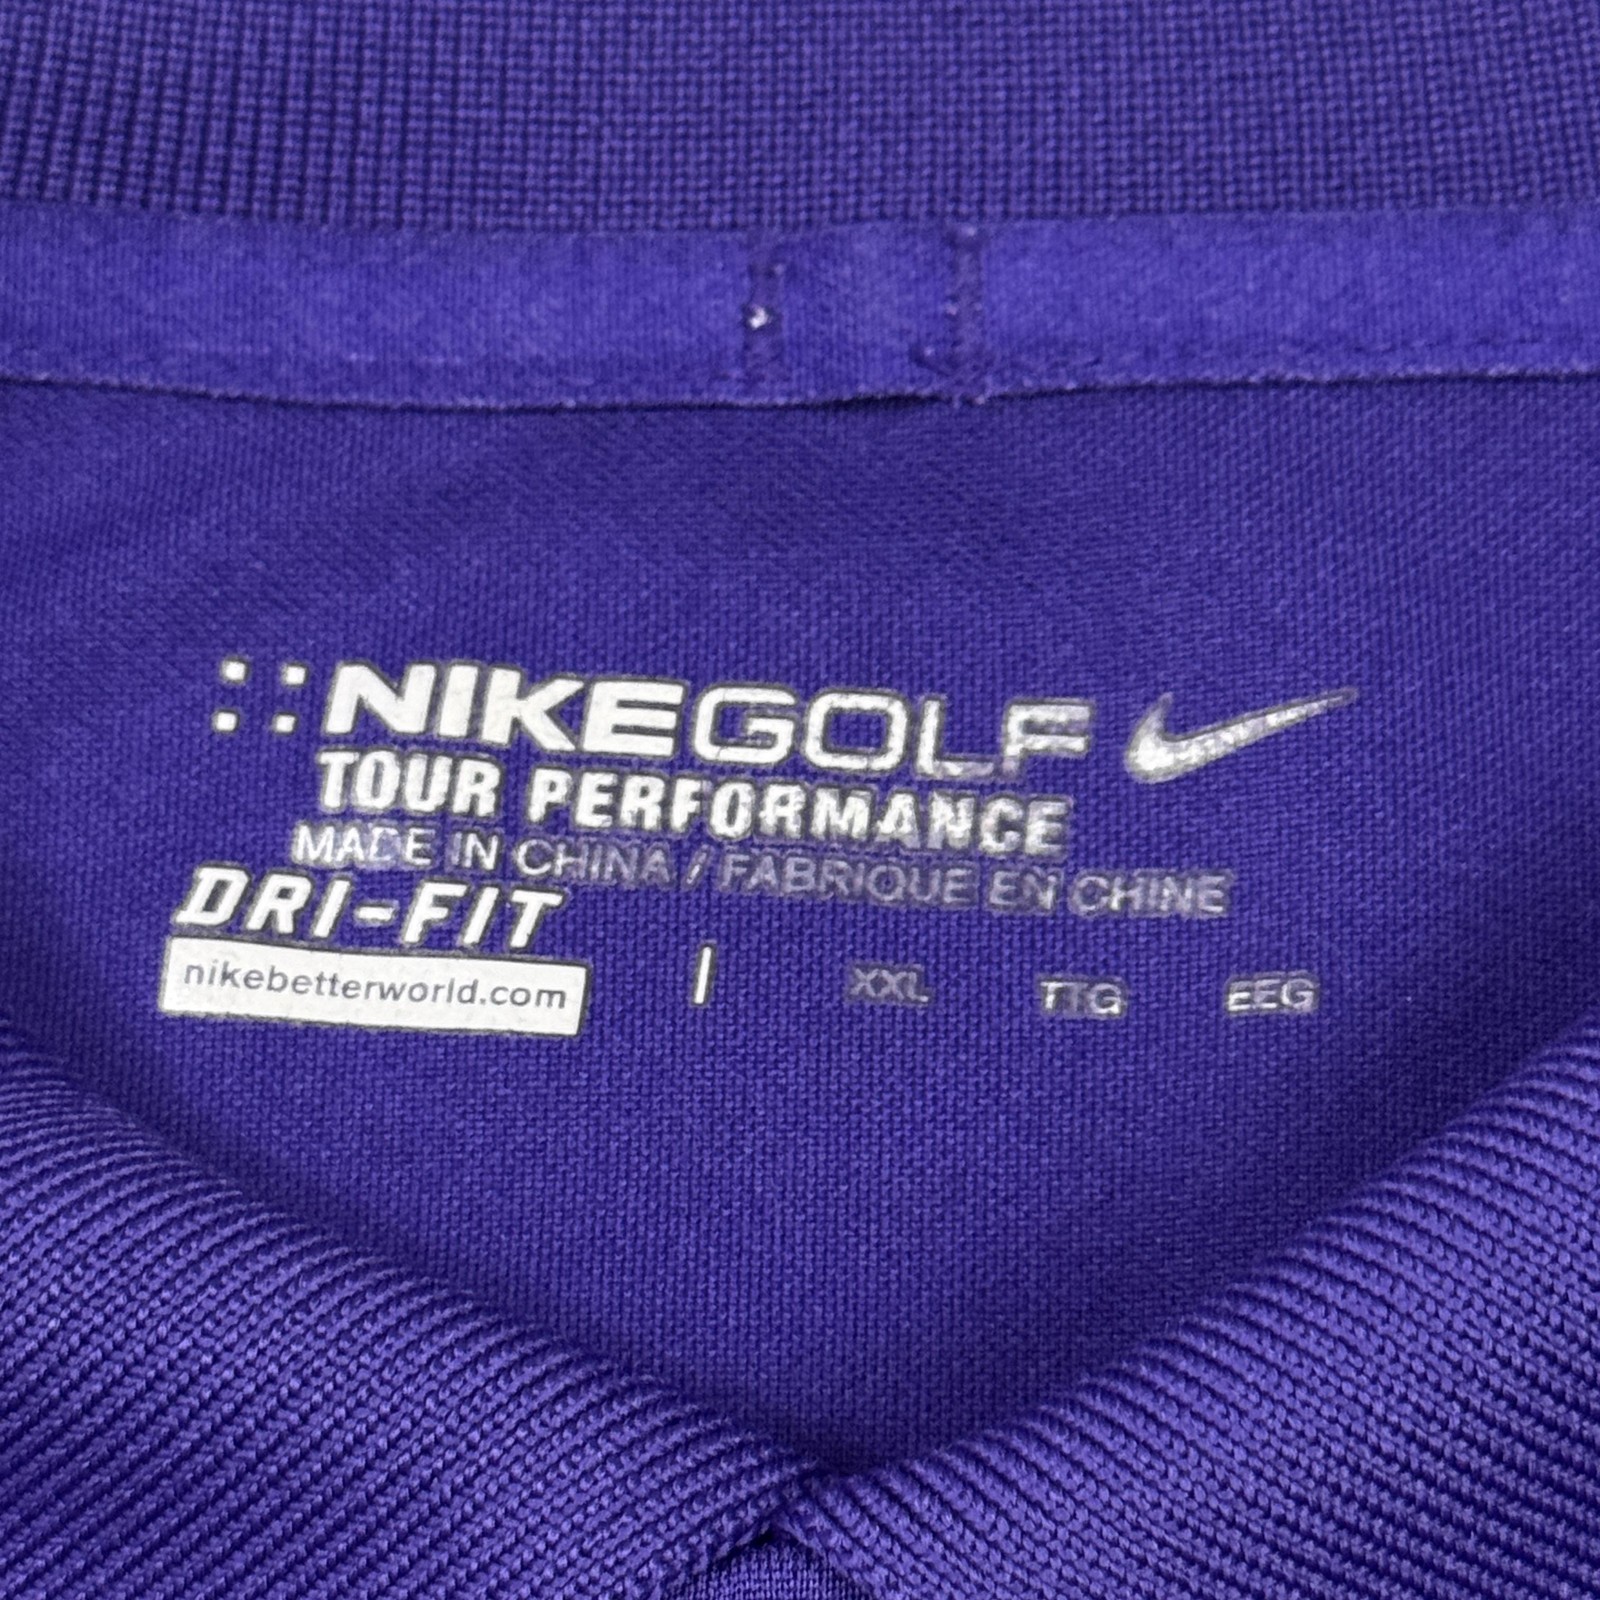 NIKEGOLF
TOUR PERFORMANCE
MADE IN CHINA / FABRIQUE EN CHINE
DRI-FIT
nikebetterworld.com | XXL TTG EEG